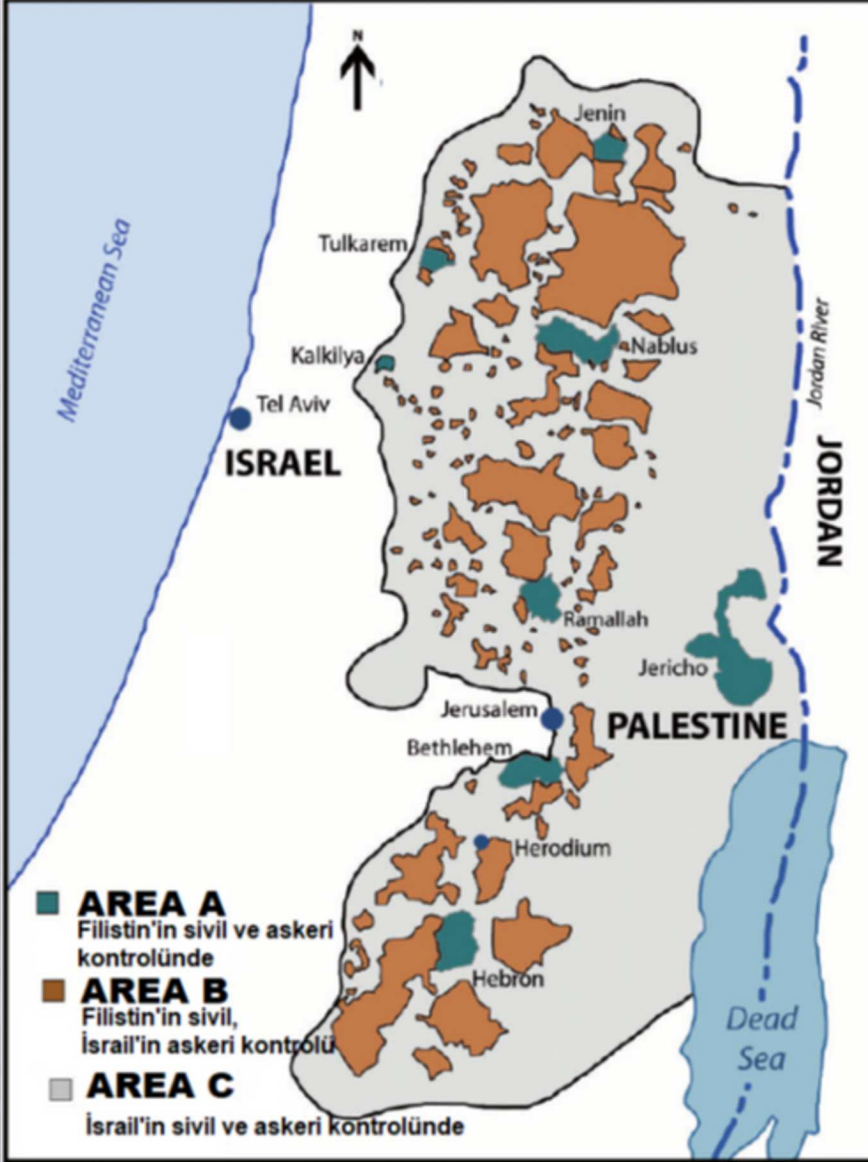 N
Jenin
Tulkarem
Mediterranean Sea
Nablus
Kalkilya
Jordan River
Tel Aviv
ISRAEL
JORDAN
Ramallah
Jericho
Jerusalem
PALESTINE
Bethlehem
Herodium
AREA A
Filistin'in sivil ve askeri
kontrolünde
Hebron
AREA B
Filistin'in sivil,
İsrail'in askeri kontrolü
Dead
Sea
AREA C
İsrail'in sivil ve askeri kontrolünde